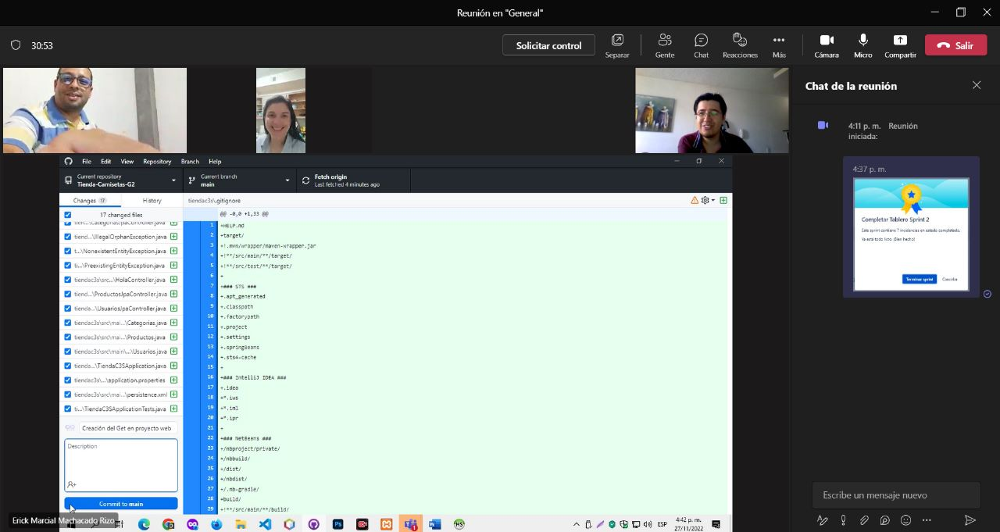 Reunión en "General"
30:53
Solicitar control
Separar
Gente
Chat
Reacciones
Más
Cámara
Micro
Compartir
Salir
File Edit View Repository Branch Help
Current repository
Tienda-Camisetas-G2
Current branch
main
Fetch origin
Last fetched 4 minutes ago
Changes 17
History
tiendac3s\.gitignore
17 changed files
@@ -0,0 +1,33 @@
tien...\CategoriasJpaController.java
tiend...\IllegalOrphanException.java
t...\NonexistentEntityException.java
t...\PreexistingEntityException.java
tiendac3s\src...\HolaController.java
tiend...\ProductosJpaController.java
tienda...\UsuariosJpaController.java
tiendac3s\src\mai...\Categorias.java
tiendac3s\src\ma...\Productos.java
tiendac3s\src\main\...\Usuarios.java
tienda...\TiendaC3SApplication.java
tiendac3s\...\application.properties
tiendac3s\src\mai...\persistence.xml
ti...\TiendaC3SApplicationTests.java
1 +HELP.md
2 +target/
3 +!.mvn/wrapper/maven-wrapper.jar
4 +!**/src/main/**/target/
5 +!**/src/test/**/target/
6 +
7 +### STS ###
8 +.apt_generated
9 +.classpath
10 +.factorypath
11 +.project
12 +.settings
13 +.springBeans
14 +.sts4-cache
15 +
16 +### IntelliJ IDEA ###
17 +.idea
18 +*.iws
19 +*.iml
20 +*.ipr
21 +
22 +### NetBeans ###
23 +/nbproject/private/
24 +/nbbuild/
25 +/dist/
26 +/nbdist/
27 +/.nb-gradle/
28 +build/
29 +!**/src/main/**/build/
Creación del Get en proyecto web
Description
Commit to main
Erick Marcial Machacado Rizo
ESP
4:42 p. m.
27/11/2022
Chat de la reunión
4:11 p. m. Reunión
iniciada:
4:37 p. m.
Completar Tablero Sprint 2
Este sprint contiene 7 incidencias en estado completado.
Ya está todo listo. ¡Bien hecho!
Terminar sprint
Cancelar
Escribe un mensaje nuevo